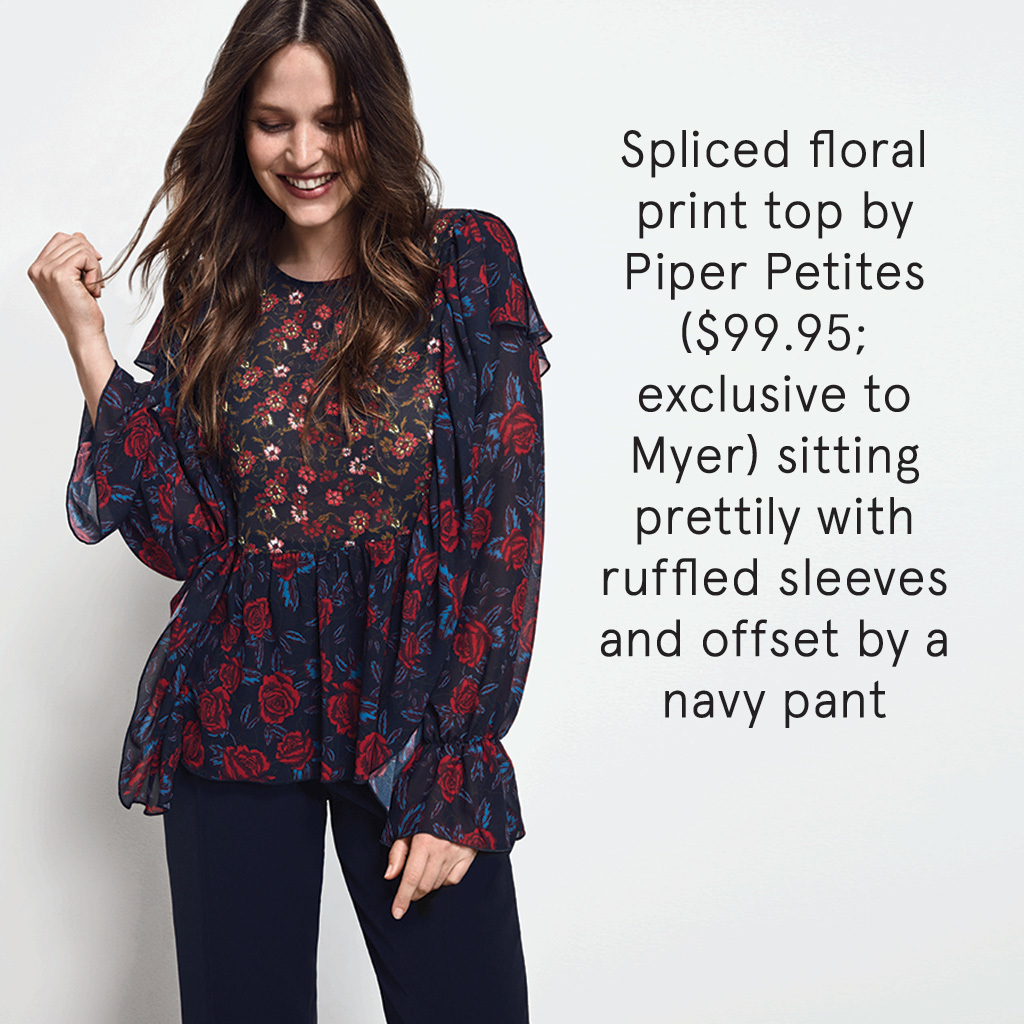 Spliced floral
print top by
Piper Petites
($99.95;
exclusive to
Myer) sitting
prettily with
ruffled sleeves
and offset by a
navy pant